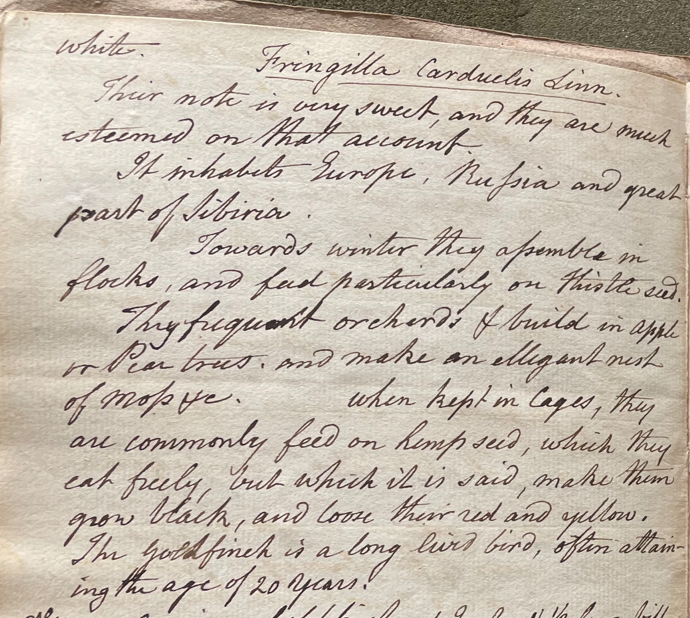 white.
Fringilla Carduelis Linn.
Their note is very sweet, and they are much
esteemed on that account.
It inhabits Europe, Ruſsia and great
part of Sibiria.
Towards winter they aſsemble in
flocks, and feed particularly on thistle seed.
They frequent orchards & build in apple
or Pear trees. and make an ellegant nest
of Moſs &c. when kept in Cages, they
are commonly feed on hempseed, which they
eat freely, but which it is said, make them
grow black, and loose their red and yellow.
The Goldfinch is a long livd bird, often attain-
ing the age of 20 years.